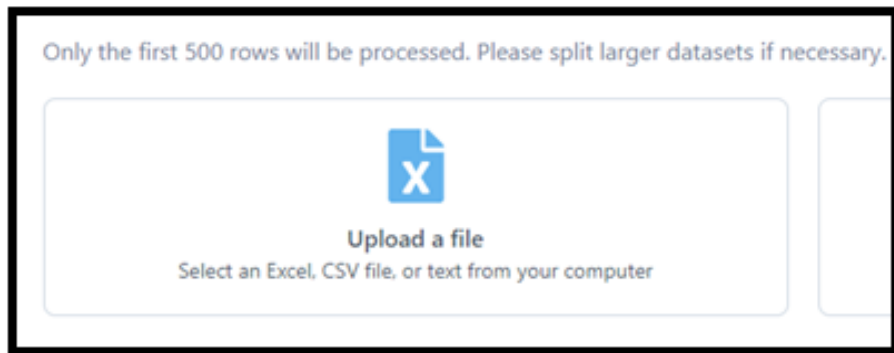 Only the first 500 rows will be processed. Please split larger datasets if necessary.
X
Upload a file
Select an Excel, CSV file, or text from your computer